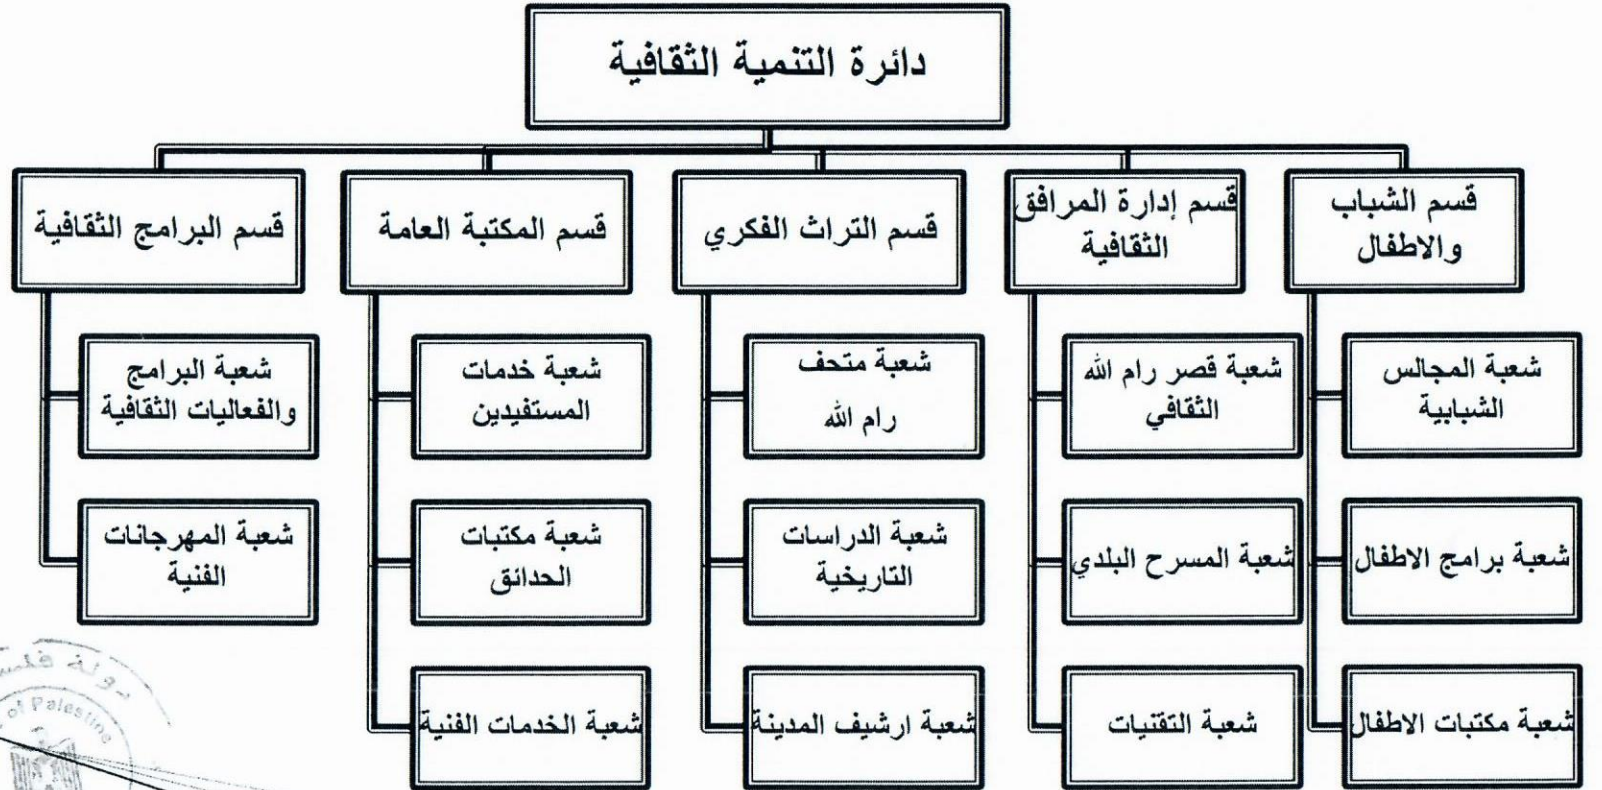 دائرة التنمية الثقافية
قسم الشباب
والاطفال
قسم إدارة المرافق
الثقافية
قسم التراث الفكري
قسم المكتبة العامة
قسم البرامج الثقافية
شعبة المجالس
الشبابية
شعبة قصر رام الله
الثقافي
شعبة متحف
رام الله
شعبة خدمات
المستفيدين
شعبة البرامج
والفعاليات الثقافية
شعبة برامج الاطفال
شعبة المسرح البلدي
شعبة الدراسات
التاريخية
شعبة مكتبات
الحدائق
شعبة المهرجانات
الفنية
شعبة مكتبات الاطفال
شعبة التقنيات
شعبة ارشيف المدينة
شعبة الخدمات الفنية
دولة
of Palestine